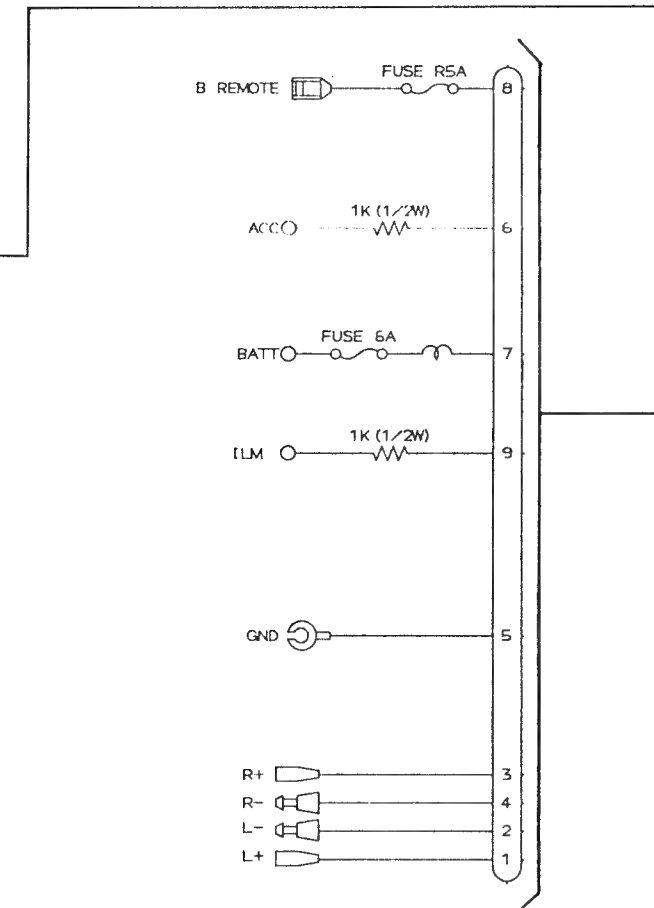 B REMOTE FUSE R5A 8
ACC 1K (1/2W) 6
BATT FUSE 6A 7
ILM 1K (1/2W) 9
GND 5
R+ 3
R- 4
L- 2
L+ 1